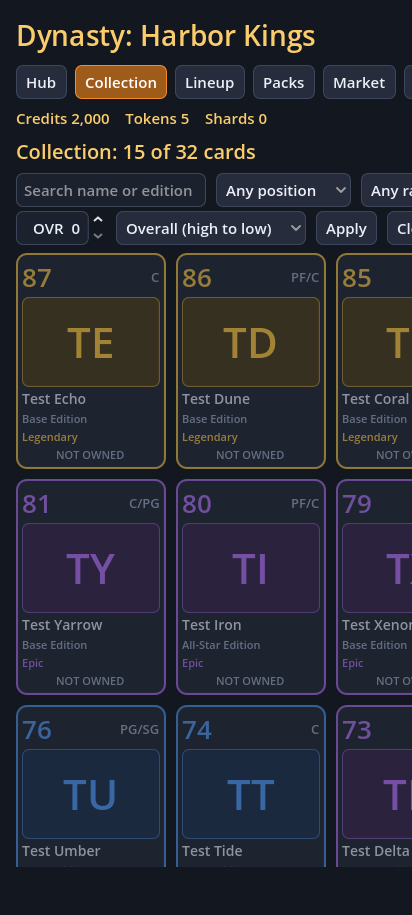 Dynasty: Harbor Kings
Hub Collection Lineup Packs Market
Credits 2,000 Tokens 5 Shards 0
Collection: 15 of 32 cards
Search name or edition Any position Any
OVR 0 Overall (high to low) Apply
87 C 86 PF/C 85
TE TD
Test Echo Test Dune Test Coral
Base Edition Base Edition Base Edition
Legendary Legendary Legendary
NOT OWNED NOT OWNED
81 C/PG 80 PF/C 79
TY TI
Test Yarrow Test Iron
Base Edition All-Star Edition Base Edition
Epic Epic Epic
NOT OWNED NOT OWNED
76 PG/SG 74 C 73
TU TT
Test Umber Test Tide Test Delta